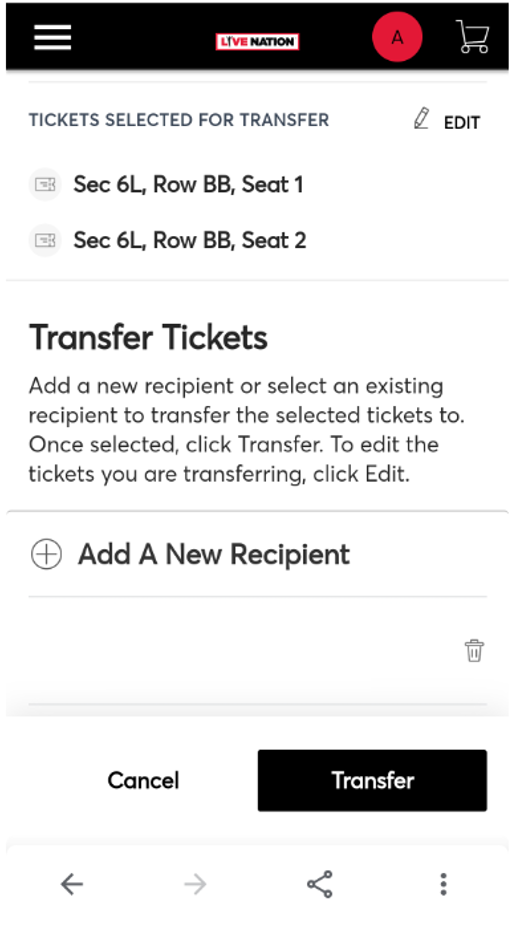 LIVE NATION
A
TICKETS SELECTED FOR TRANSFER
EDIT
Sec 6L, Row BB, Seat 1
Sec 6L, Row BB, Seat 2
Transfer Tickets
Add a new recipient or select an existing
recipient to transfer the selected tickets to.
Once selected, click Transfer. To edit the
tickets you are transferring, click Edit.
Add A New Recipient
Cancel
Transfer